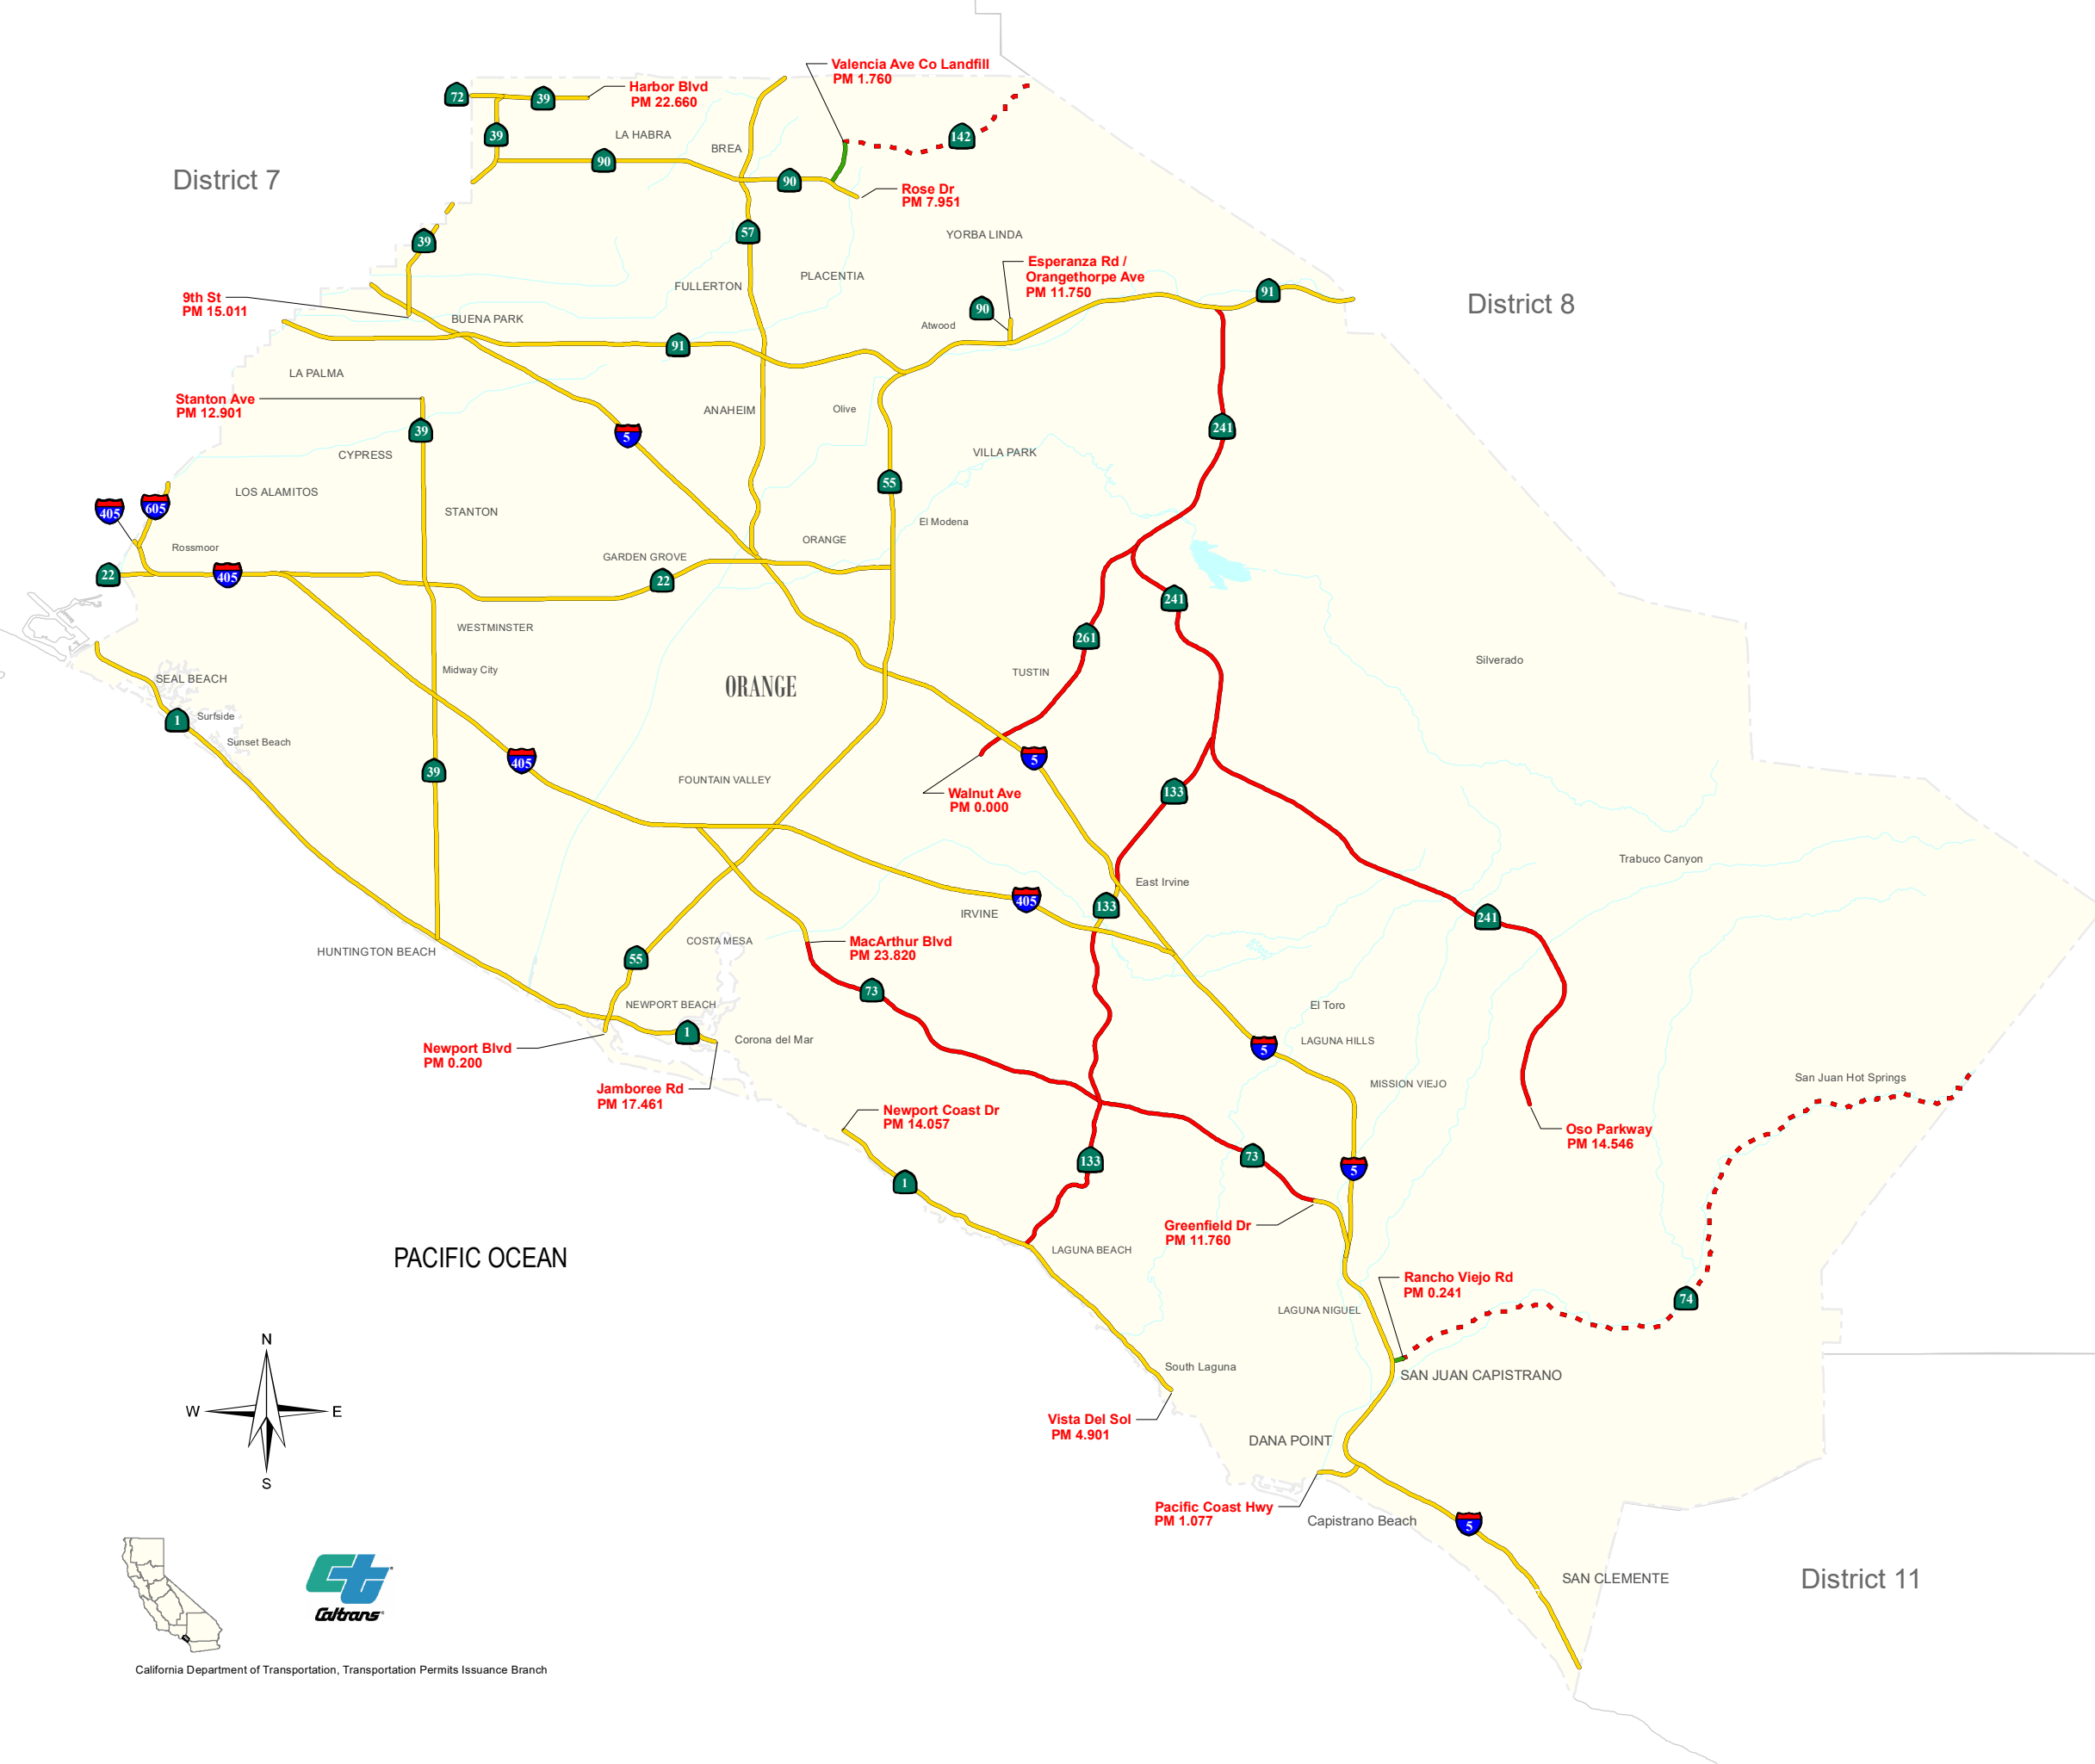 Valencia Ave Co Landfill
PM 1.760
Harbor Blvd
PM 22.660
72
39
39
142
LA HABRA
BREA
90
District 7
90
Rose Dr
PM 7.951
57
39
YORBA LINDA
Esperanza Rd /
Orangethorpe Ave
PM 11.750
PLACENTIA
FULLERTON
91
District 8
9th St
PM 15.011
90
BUENA PARK
Atwood
91
LA PALMA
Stanton Ave
PM 12.901
ANAHEIM
Olive
39
5
241
CYPRESS
VILLA PARK
55
LOS ALAMITOS
405
605
STANTON
El Modena
Rossmoor
ORANGE
GARDEN GROVE
22
405
22
241
WESTMINSTER
261
Midway City
Silverado
TUSTIN
SEAL BEACH
ORANGE
1
Surfside
Sunset Beach
405
5
39
FOUNTAIN VALLEY
Walnut Ave
PM 0.000
133
Trabuco Canyon
East Irvine
405
133
IRVINE
241
COSTA MESA
MacArthur Blvd
PM 23.820
HUNTINGTON BEACH
55
73
NEWPORT BEACH
El Toro
1
Corona del Mar
LAGUNA HILLS
Newport Blvd
PM 0.200
5
San Juan Hot Springs
MISSION VIEJO
Jamboree Rd
PM 17.461
Newport Coast Dr
PM 14.057
Oso Parkway
PM 14.546
133
73
5
1
Greenfield Dr
PM 11.760
PACIFIC OCEAN
LAGUNA BEACH
Rancho Viejo Rd
PM 0.241
74
LAGUNA NIGUEL
N
South Laguna
SAN JUAN CAPISTRANO
W
E
Vista Del Sol
PM 4.901
DANA POINT
S
Pacific Coast Hwy
PM 1.077
Capistrano Beach
5
SAN CLEMENTE
District 11
Caltrans
California Department of Transportation, Transportation Permits Issuance Branch